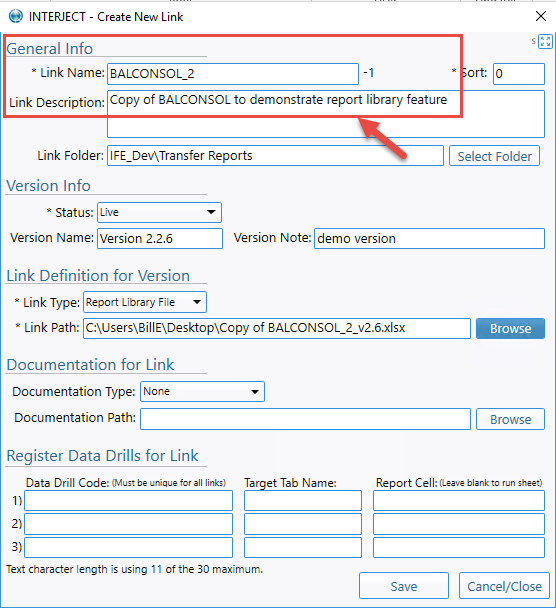 INTERJECT - Create New Link
General Info
s
* Link Name: BALCONSOL_2 -1 * Sort: 0
Link Description: Copy of BALCONSOL to demonstrate report library feature
Link Folder: IFE_Dev\Transfer Reports Select Folder
Version Info
* Status: Live
Version Name: Version 2.2.6 Version Note: demo version
Link Definition for Version
* Link Type: Report Library File
* Link Path: C:\Users\BillE\Desktop\Copy of BALCONSOL_2_v2.6.xlsx Browse
Documentation for Link
Documentation Type: None
Documentation Path: Browse
Register Data Drills for Link
Data Drill Code: (Must be unique for all links) Target Tab Name: Report Cell: (Leave blank to run sheet)
1)
2)
3)
Text character length is using 11 of the 30 maximum.
Save Cancel/Close